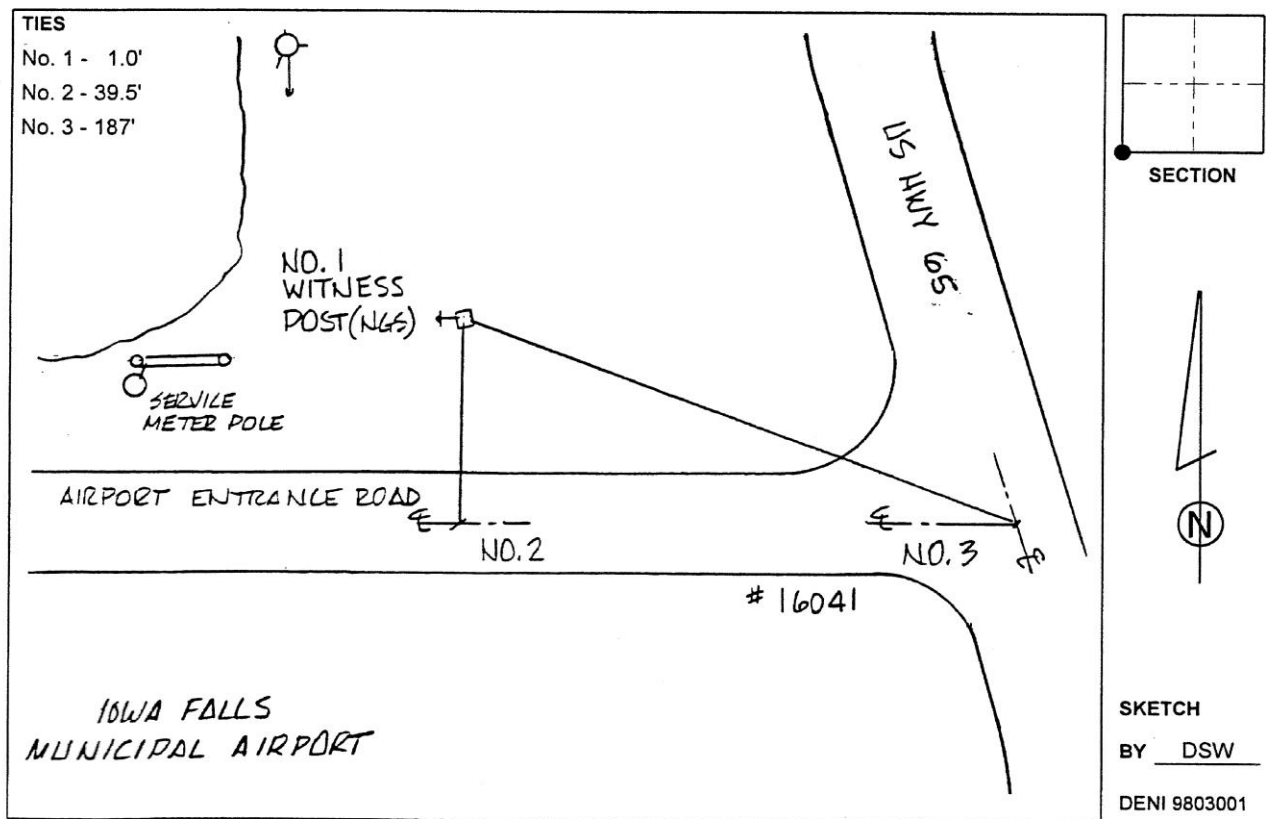 TIES
No. 1 - 1.0'
No. 2 - 39.5'
No. 3 - 187'
US HWY 65
SECTION
NO. 1
WITNESS
POST(NGS)
SERVICE
METER POLE
AIRPORT ENTRANCE ROAD
℄
NO.2
℄
NO.3
℄
# 16041
N
IOWA FALLS
MUNICIPAL AIRPORT
SKETCH
BY DSW
DENI 9803001